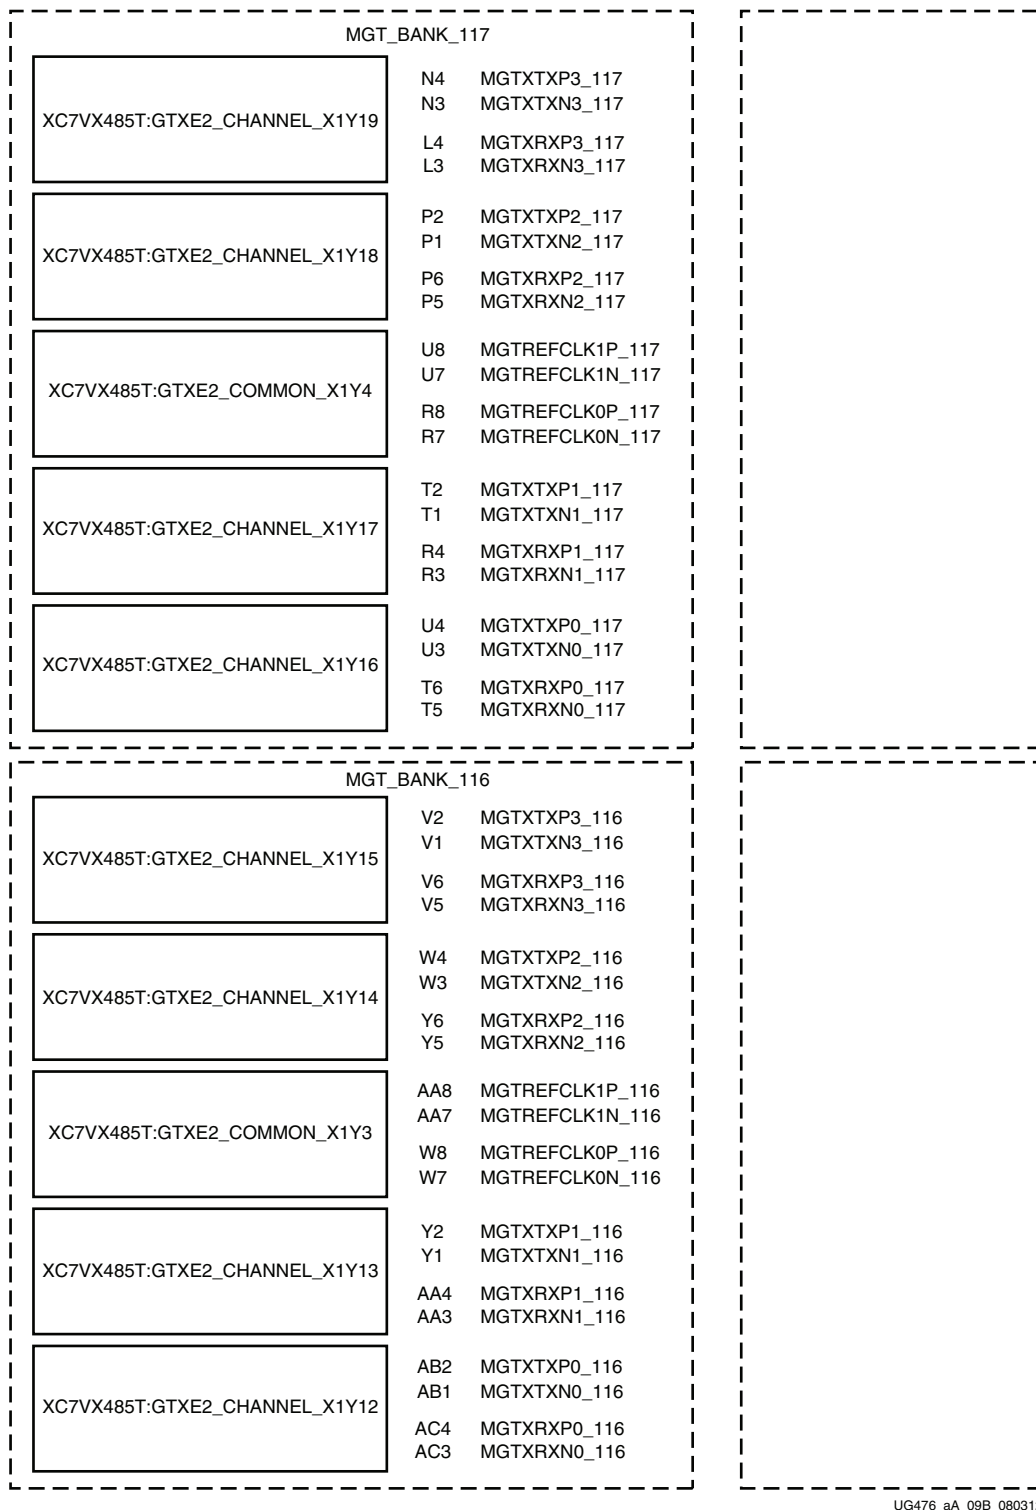 MGT_BANK_117
XC7VX485T:GTXE2_CHANNEL_X1Y19
N4 MGTXTXP3_117
N3 MGTXTXN3_117
L4 MGTXRXP3_117
L3 MGTXRXN3_117
XC7VX485T:GTXE2_CHANNEL_X1Y18
P2 MGTXTXP2_117
P1 MGTXTXN2_117
P6 MGTXRXP2_117
P5 MGTXRXN2_117
XC7VX485T:GTXE2_COMMON_X1Y4
U8 MGTREFCLK1P_117
U7 MGTREFCLK1N_117
R8 MGTREFCLK0P_117
R7 MGTREFCLK0N_117
XC7VX485T:GTXE2_CHANNEL_X1Y17
T2 MGTXTXP1_117
T1 MGTXTXN1_117
R4 MGTXRXP1_117
R3 MGTXRXN1_117
XC7VX485T:GTXE2_CHANNEL_X1Y16
U4 MGTXTXP0_117
U3 MGTXTXN0_117
T6 MGTXRXP0_117
T5 MGTXRXN0_117
MGT_BANK_116
XC7VX485T:GTXE2_CHANNEL_X1Y15
V2 MGTXTXP3_116
V1 MGTXTXN3_116
V6 MGTXRXP3_116
V5 MGTXRXN3_116
XC7VX485T:GTXE2_CHANNEL_X1Y14
W4 MGTXTXP2_116
W3 MGTXTXN2_116
Y6 MGTXRXP2_116
Y5 MGTXRXN2_116
XC7VX485T:GTXE2_COMMON_X1Y3
AA8 MGTREFCLK1P_116
AA7 MGTREFCLK1N_116
W8 MGTREFCLK0P_116
W7 MGTREFCLK0N_116
XC7VX485T:GTXE2_CHANNEL_X1Y13
Y2 MGTXTXP1_116
Y1 MGTXTXN1_116
AA4 MGTXRXP1_116
AA3 MGTXRXN1_116
XC7VX485T:GTXE2_CHANNEL_X1Y12
AB2 MGTXTXP0_116
AB1 MGTXTXN0_116
AC4 MGTXRXP0_116
AC3 MGTXRXN0_116
UG476_aA_09B_08031